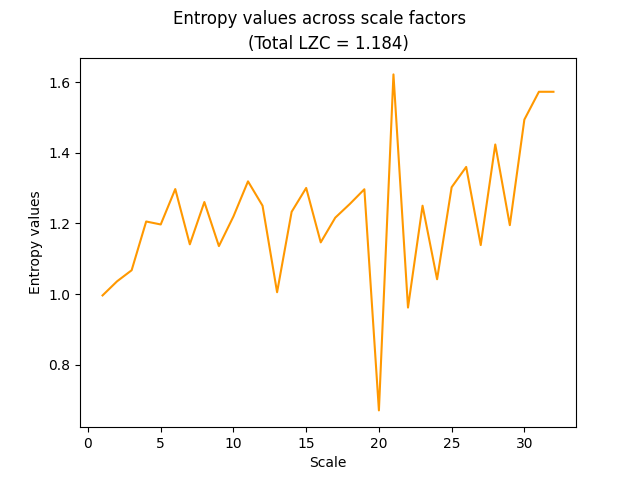 Entropy values across scale factors
(Total LZC = 1.184)
1.6
1.4
1.2
1.0
0.8
Entropy values
0 5 10 15 20 25 30
Scale